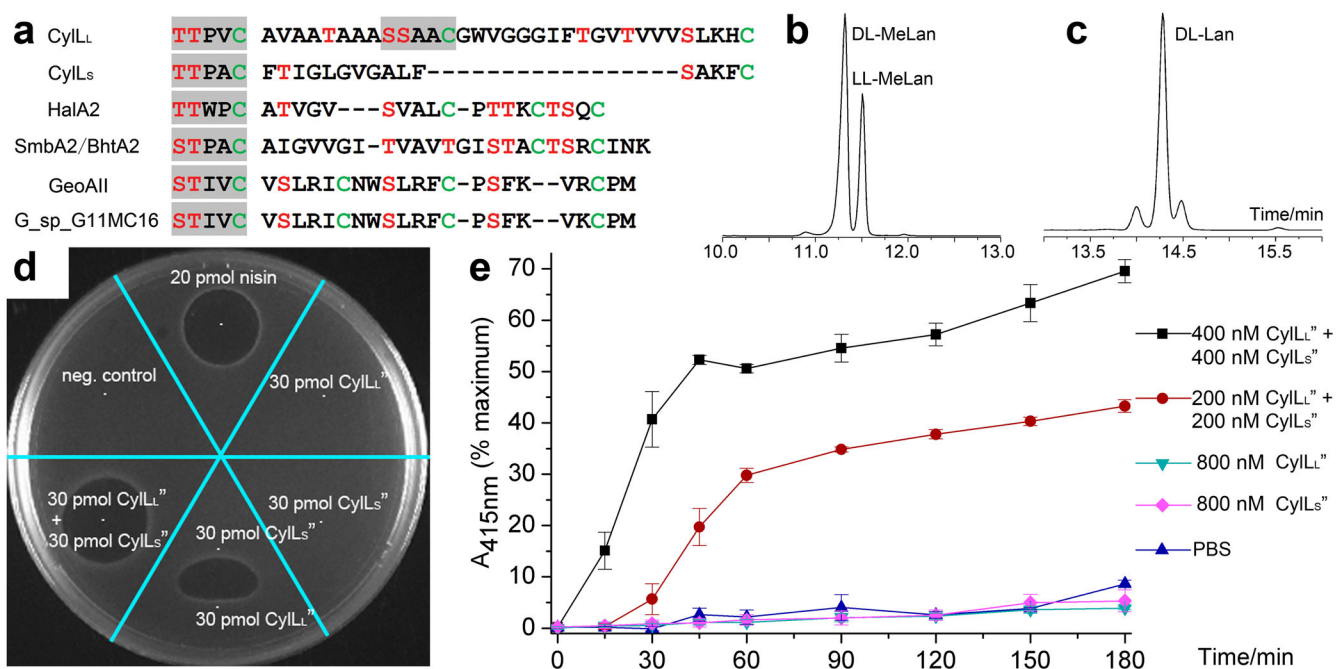 a
CylLL TTPVC AVAATAAASSAACGWVGGGIFTGVTVVVSLKHC
CylLS TTPAC FTIGLGVGALF-----------------SAKFC
HalA2 TTWPC ATVGV---SVALC-PTTKCTSQC
SmbA2/BhtA2 STPAC AIGVVGI-TVAVTGISTACTSRCINK
GeoAII STIVC VSLRICNWSLRFC-PSFK--VRCPM
G_sp_G11MC16 STIVC VSLRICNWSLRFC-PSFK--VKCPM
b
DL-MeLan
LL-MeLan
10.0 11.0 12.0 13.0
c
DL-Lan
Time/min
13.5 14.5 15.6
d
20 pmol nisin
neg. control
30 pmol CylLL”
30 pmol CylLL”
+
30 pmol CylLS”
30 pmol CylLS”
30 pmol CylLS”
30 pmol CylLL”
e
A415nm (% maximum)
70
60
50
40
30
20
10
0
0 30 60 90 120 150 180
Time/min
400 nM CylLL” +
400 nM CylLS”
200 nM CylLL” +
200 nM CylLS”
800 nM CylLL”
800 nM CylLS”
PBS